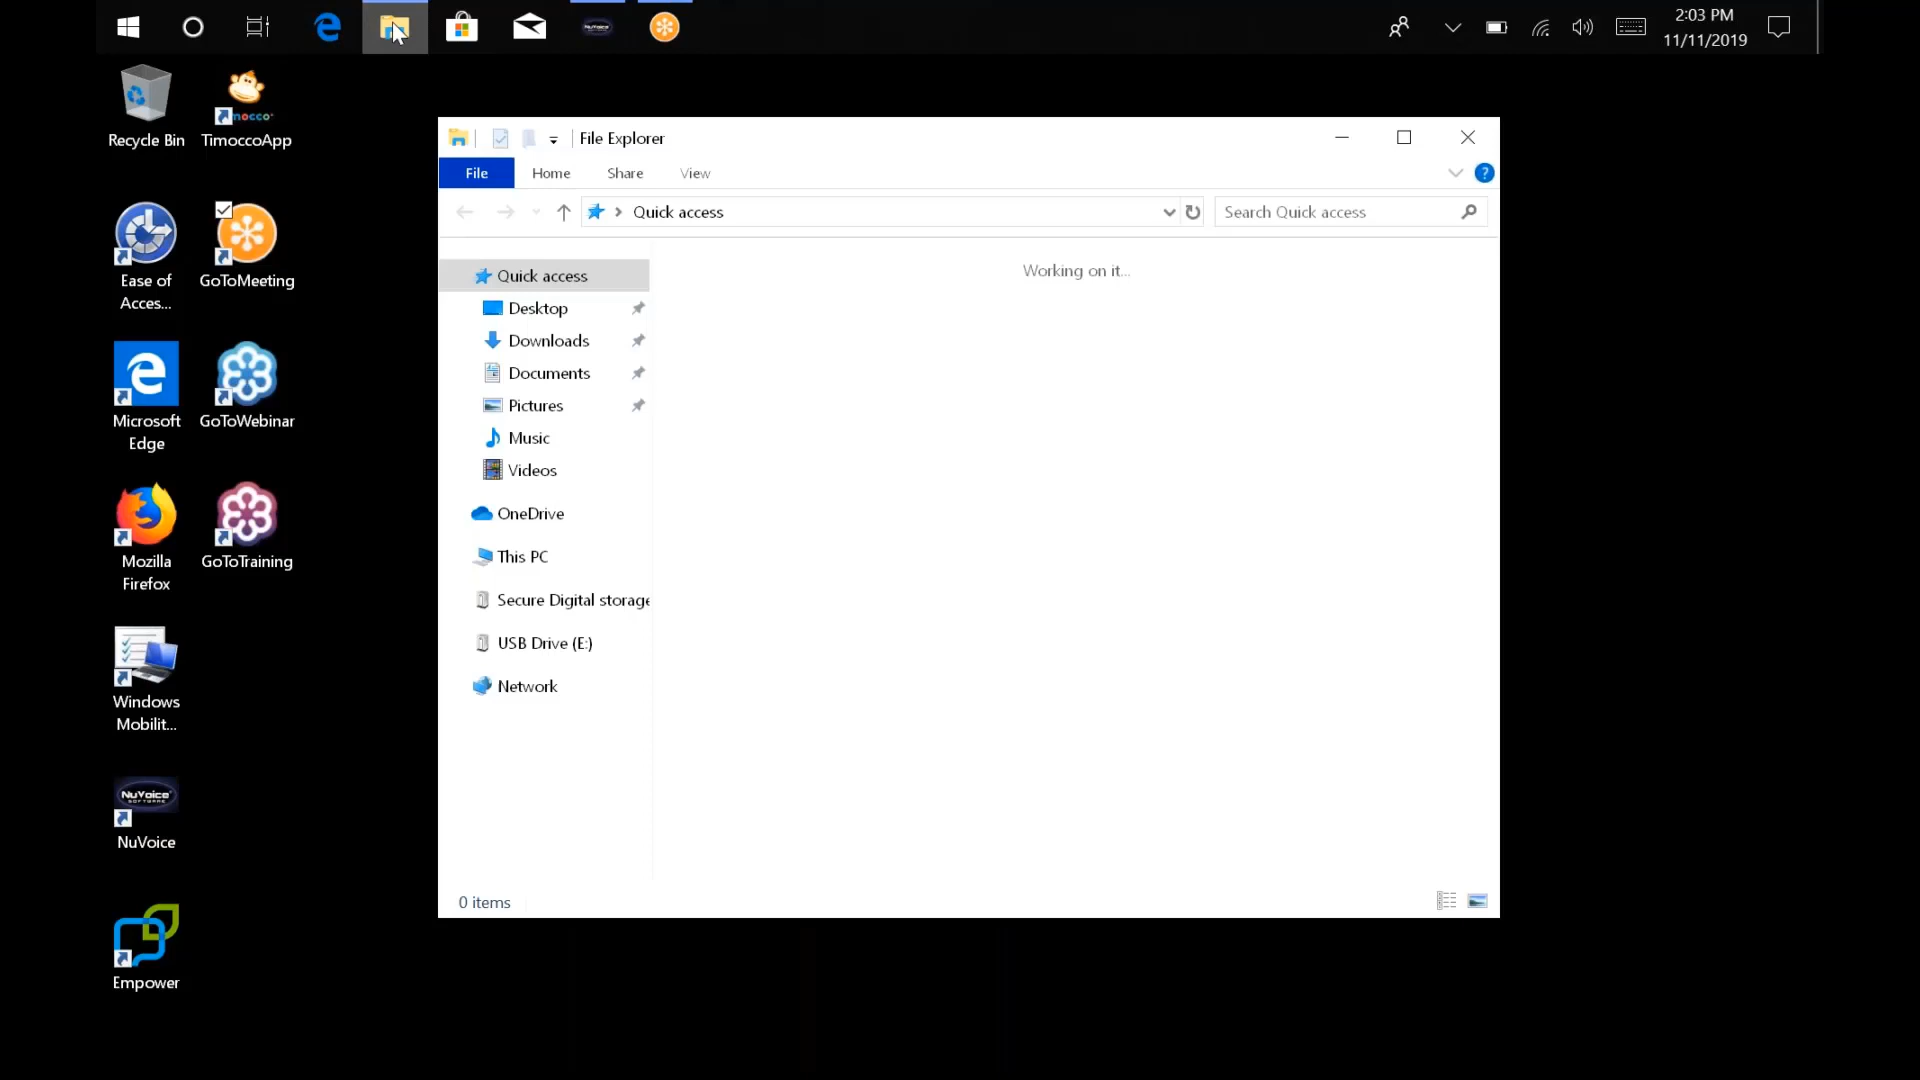 2:03 PM
11/11/2019
Recycle Bin
nocco
TimoccoApp
Ease of
Acces...
GoToMeeting
Microsoft
Edge
GoToWebinar
Mozilla
Firefox
GoToTraining
Windows
Mobilit...
NuVoice
SOFTWARE
NuVoice
Empower
File Explorer
File
Home
Share
View
?
Quick access
Search Quick access
Quick access
Desktop
Downloads
Documents
Pictures
Music
Videos
OneDrive
This PC
Secure Digital storage
USB Drive (E:)
Network
Working on it...
0 items